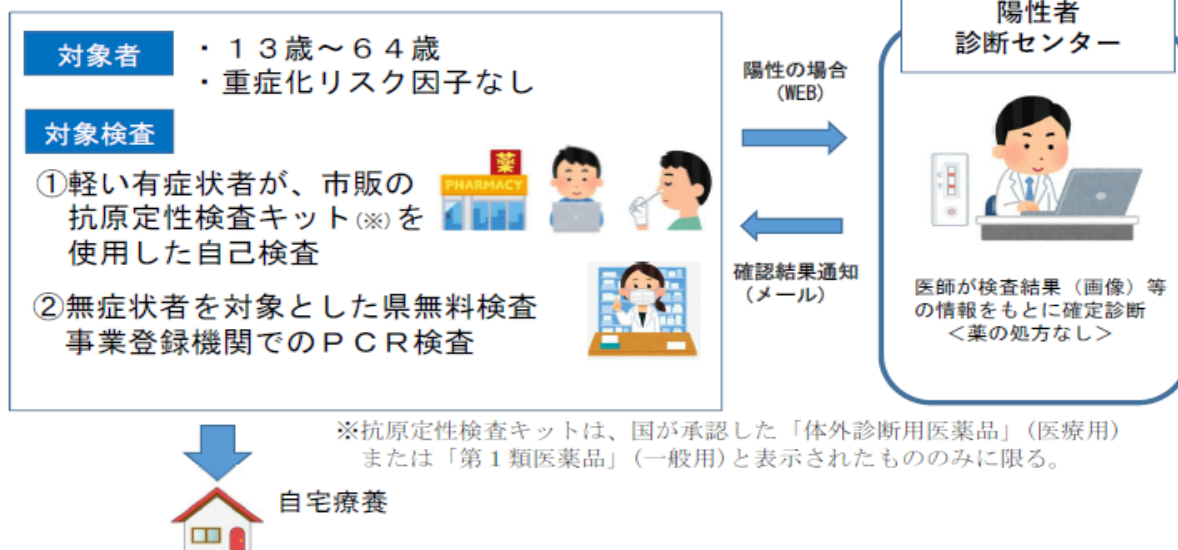 対象者
・１３歳～６４歳
・重症化リスク因子なし
対象検査
①軽い有症状者が、市販の
抗原定性検査キット(※)を
使用した自己検査
薬
PHARMACY
②無症状者を対象とした県無料検査
事業登録機関でのＰＣＲ検査
陽性の場合
(WEB)
確認結果通知
(メール)
陽性者
診断センター
C
T
医師が検査結果（画像）等
の情報をもとに確定診断
＜薬の処方なし＞
※抗原定性検査キットは、国が承認した「体外診断用医薬品」(医療用)
または「第１類医薬品」(一般用)と表示されたもののみに限る。
自宅療養